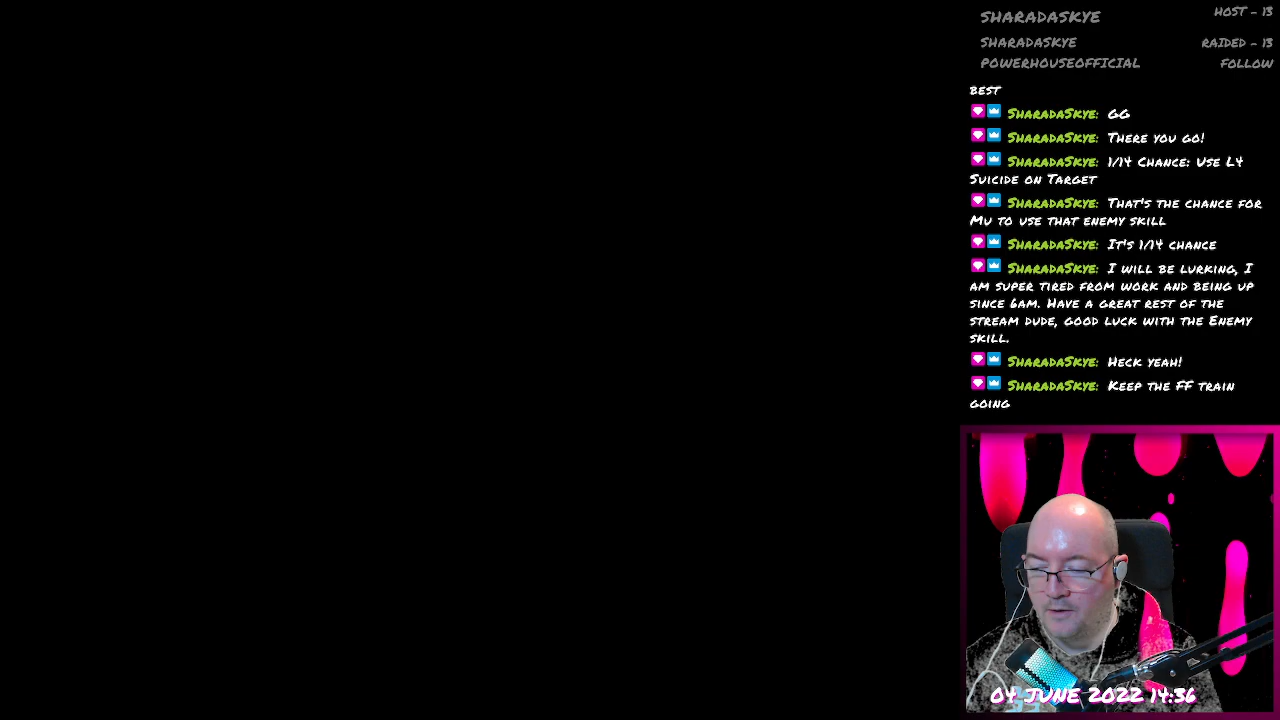 SHARADASKYE HOST - 13
SHARADASKYE RAIDED - 13
POWERHOUSEOFFICIAL FOLLOW
BEST
SHARADASKYE: GG
SHARADASKYE: THERE YOU GO!
SHARADASKYE: 1/14 CHANCE: USE L4
SUICIDE ON TARGET
SHARADASKYE: THAT'S THE CHANCE FOR
MU TO USE THAT ENEMY SKILL
SHARADASKYE: IT'S 1/14 CHANCE
SHARADASKYE: I WILL BE LURKING, I
AM SUPER TIRED FROM WORK AND BEING UP
SINCE 6AM. HAVE A GREAT REST OF THE
STREAM DUDE, GOOD LUCK WITH THE ENEMY
SKILL.
SHARADASKYE: HECK YEAH!
SHARADASKYE: KEEP THE FF TRAIN
GOING
04 JUNE 2022 14:36